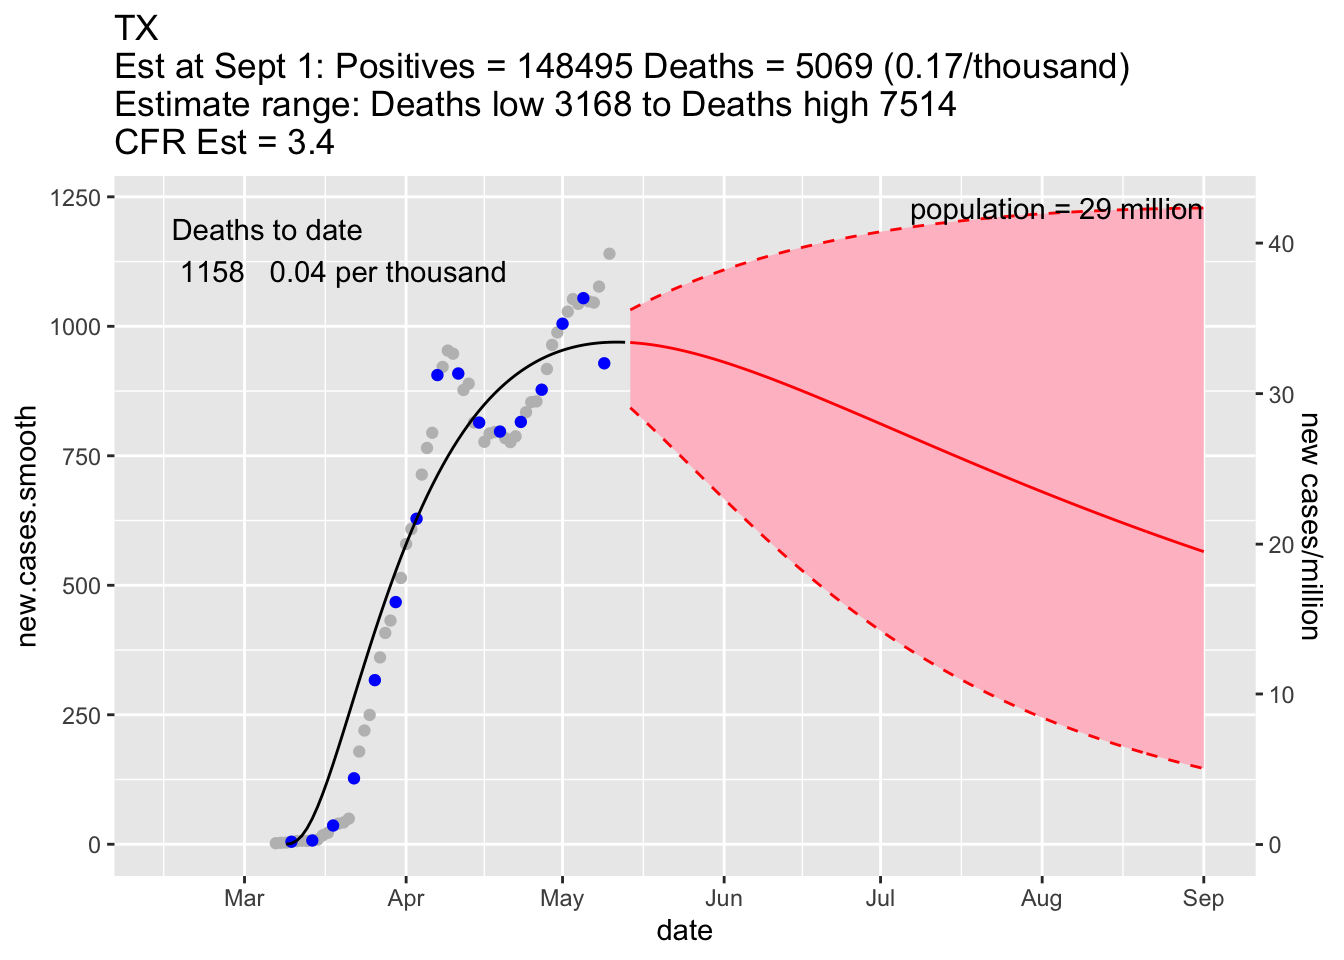 TX
Est at Sept 1: Positives = 148495 Deaths = 5069 (0.17/thousand)
Estimate range: Deaths low 3168 to Deaths high 7514
CFR Est = 3.4
Deaths to date
1158 0.04 per thousand
population = 29 million
new.cases.smooth
1250
1000
750
500
250
0
40
30
20
10
0
new cases/million
Mar Apr May Jun Jul Aug Sep
date